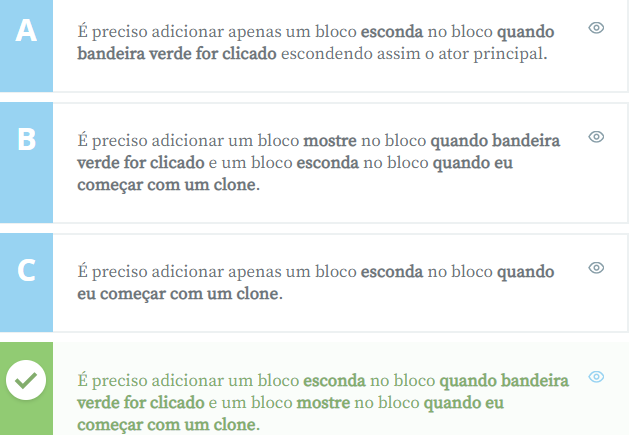 A
É preciso adicionar apenas um bloco esconda no bloco quando
bandeira verde for clicado escondendo assim o ator principal.
B
É preciso adicionar um bloco mostre no bloco quando bandeira
verde for clicado e um bloco esconda no bloco quando eu
começar com um clone.
C
É preciso adicionar apenas um bloco esconda no bloco quando
eu começar com um clone.
É preciso adicionar um bloco esconda no bloco quando bandeira
verde for clicado e um bloco mostre no bloco quando eu
começar com um clone.